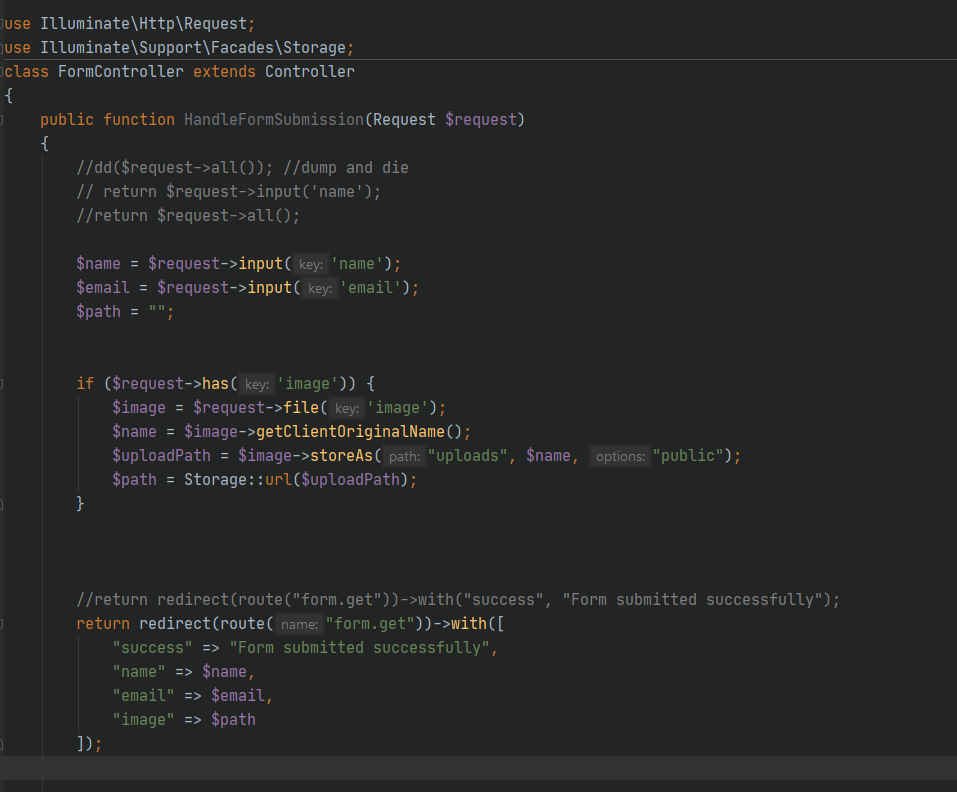 use Illuminate\Http\Request;
use Illuminate\Support\Facades\Storage;
class FormController extends Controller
{
    public function HandleFormSubmission(Request $request)
    {
        //dd($request->all()); //dump and die
        // return $request->input('name');
        //return $request->all();
        $name = $request->input( key: 'name');
        $email = $request->input( key: 'email');
        $path = "";
        if ($request->has( key: 'image')) {
            $image = $request->file( key: 'image');
            $name = $image->getClientOriginalName();
            $uploadPath = $image->storeAs( path: "uploads", $name, options: "public");
            $path = Storage::url($uploadPath);
        }
        //return redirect(route("form.get"))->with("success", "Form submitted successfully");
        return redirect(route( name: "form.get"))->with([
            "success" => "Form submitted successfully",
            "name" => $name,
            "email" => $email,
            "image" => $path
        ]);